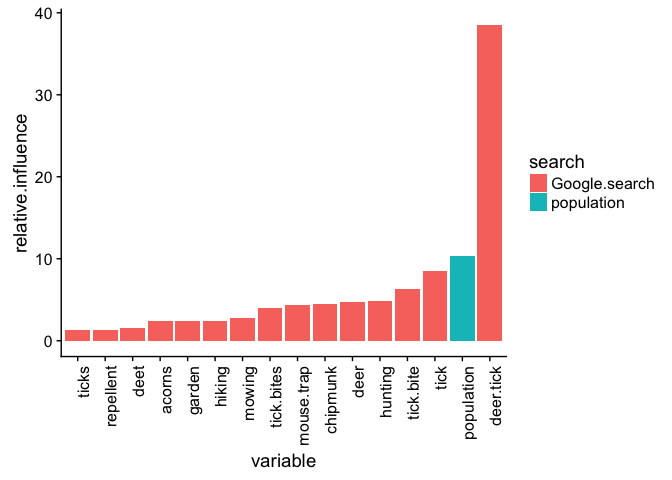 40
30
20
10
0
relative.influence
ticks
repellent
deet
acorns
garden
hiking
mowing
tick.bites
mouse.trap
chipmunk
deer
hunting
tick.bite
tick
population
deer.tick
variable
search
Google.search
population